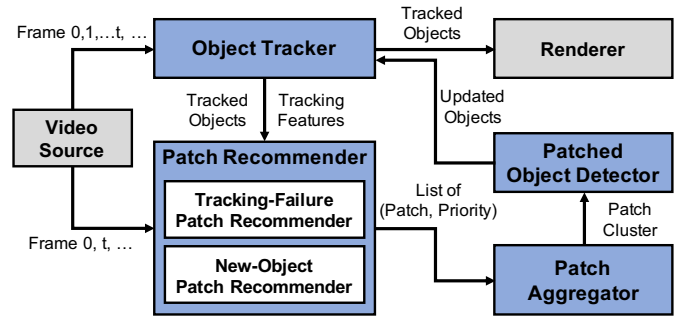 Frame 0,1,…t, …
Object Tracker
Tracked
Objects
Renderer
Tracked
Objects
Tracking
Features
Updated
Objects
Video
Source
Patch Recommender
Tracking-Failure
Patch Recommender
New-Object
Patch Recommender
Frame 0, t, …
List of
(Patch, Priority)
Patched
Object Detector
Patch
Cluster
Patch
Aggregator